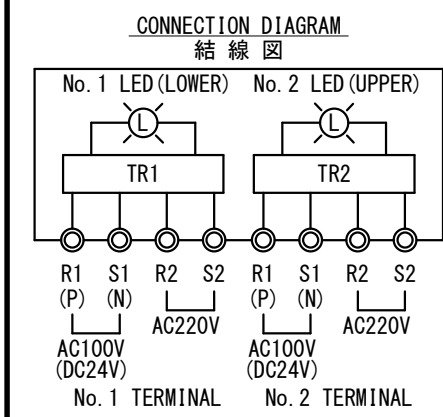 CONNECTION DIAGRAM
結線図
No.1 LED(LOWER) No.2 LED(UPPER)
L L
TR1 TR2
R1 S1 R2 S2 R1 S1 R2 S2
(P) (N) (P) (N)
AC220V AC220V
AC100V AC100V
(DC24V) (DC24V)
No.1 TERMINAL No.2 TERMINAL